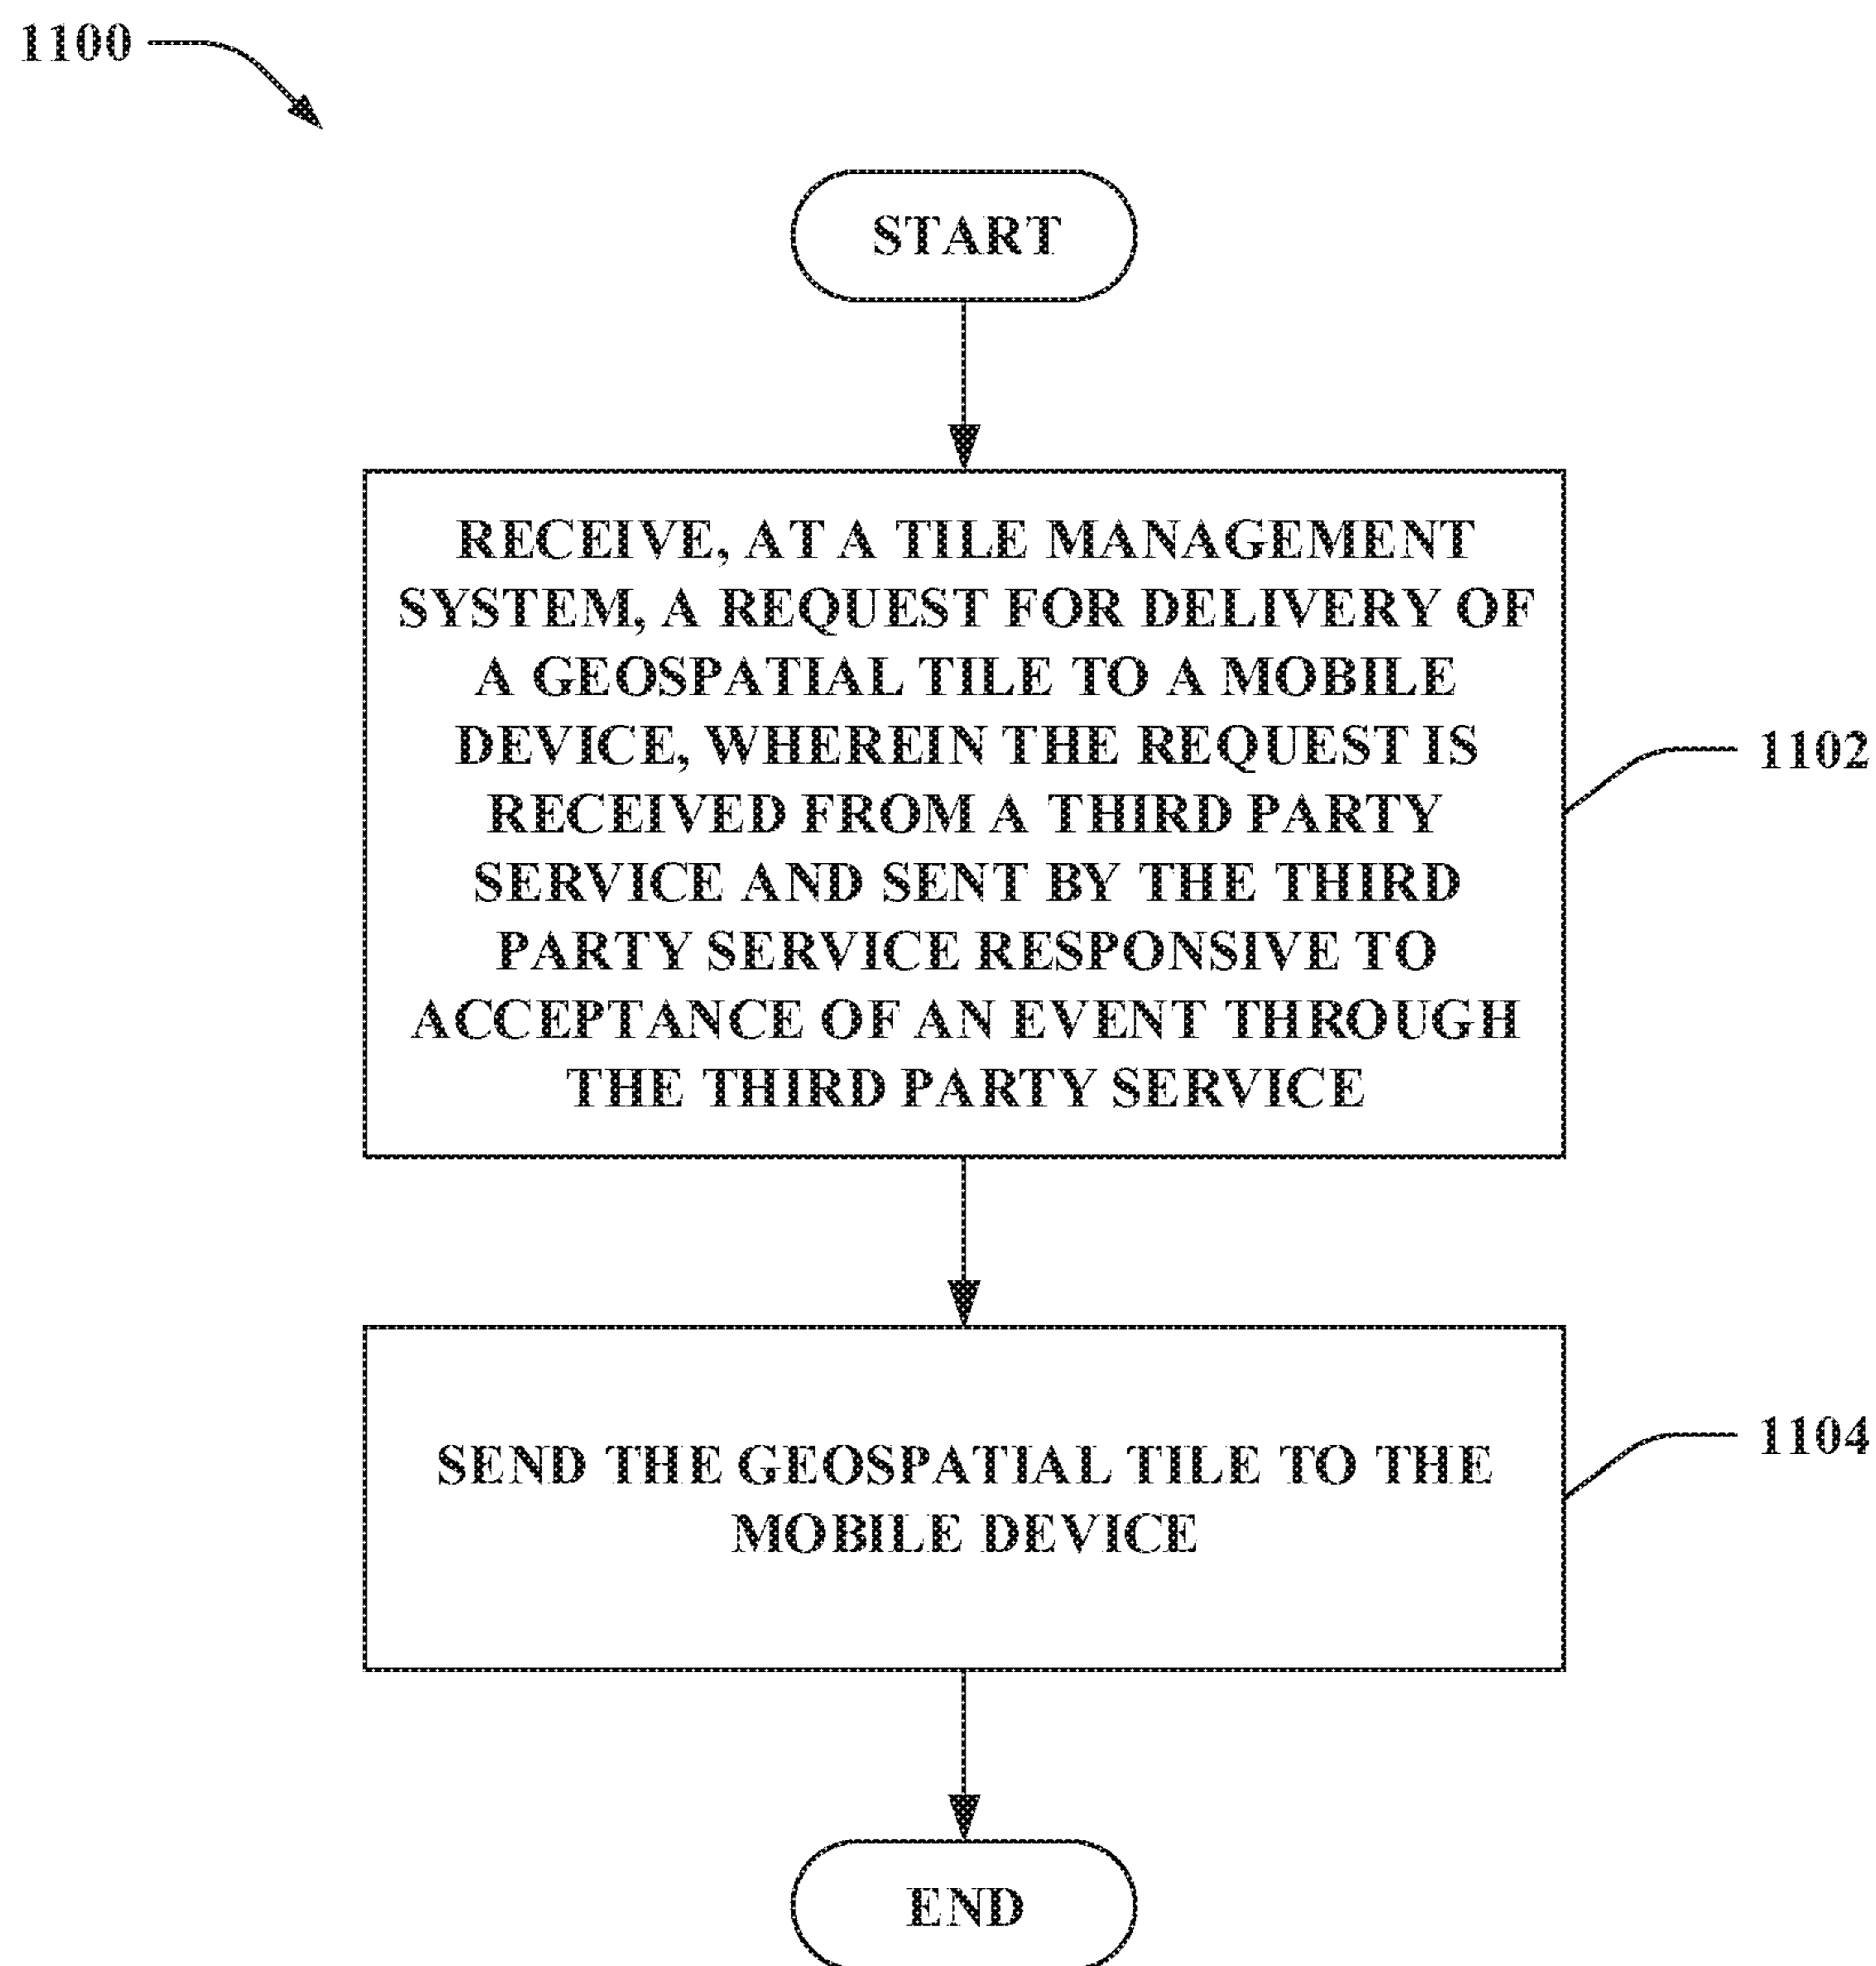 1100
START
RECEIVE, AT A TILE MANAGEMENT
SYSTEM, A REQUEST FOR DELIVERY OF
A GEOSPATIAL TILE TO A MOBILE
DEVICE, WHEREIN THE REQUEST IS
RECEIVED FROM A THIRD PARTY
SERVICE AND SENT BY THE THIRD
PARTY SERVICE RESPONSIVE TO
ACCEPTANCE OF AN EVENT THROUGH
THE THIRD PARTY SERVICE
1102
SEND THE GEOSPATIAL TILE TO THE
MOBILE DEVICE
1104
END